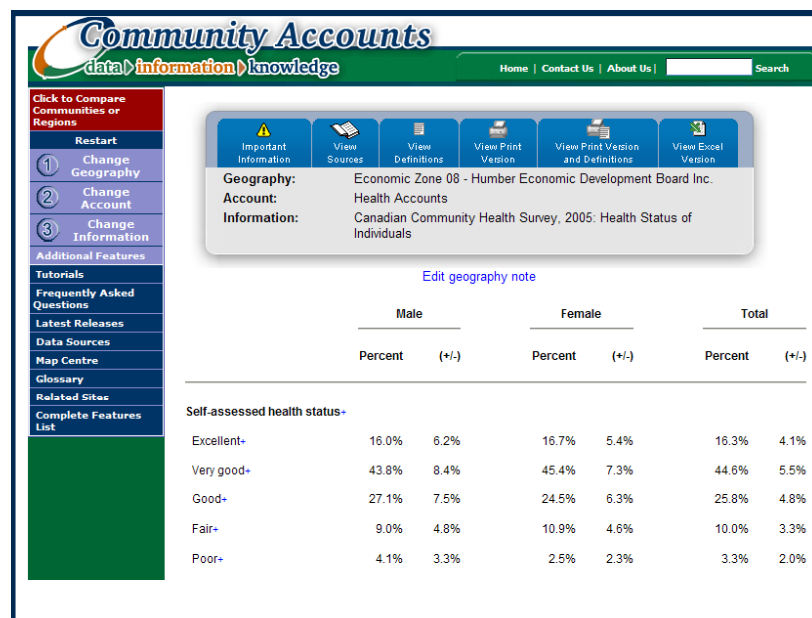 Community Accounts
data information knowledge
Home | Contact Us | About Us | Search
Click to Compare
Communities or
Regions
Restart
1 Change
Geography
2 Change
Account
3 Change
Information
Additional Features
Tutorials
Frequently Asked
Questions
Latest Releases
Data Sources
Map Centre
Glossary
Related Sites
Complete Features
List
Important
Information
View
Sources
View
Definitions
View Print
Version
View Print Version
and Definitions
View Excel
Version
Geography: Economic Zone 08 - Humber Economic Development Board Inc.
Account: Health Accounts
Information: Canadian Community Health Survey, 2005: Health Status of
Individuals
Edit geography note
Male Female Total
Percent (+/-) Percent (+/-) Percent (+/-)
Self-assessed health status+
Excellent+ 16.0% 6.2% 16.7% 5.4% 16.3% 4.1%
Very good+ 43.8% 8.4% 45.4% 7.3% 44.6% 5.5%
Good+ 27.1% 7.5% 24.5% 6.3% 25.8% 4.8%
Fair+ 9.0% 4.8% 10.9% 4.6% 10.0% 3.3%
Poor+ 4.1% 3.3% 2.5% 2.3% 3.3% 2.0%